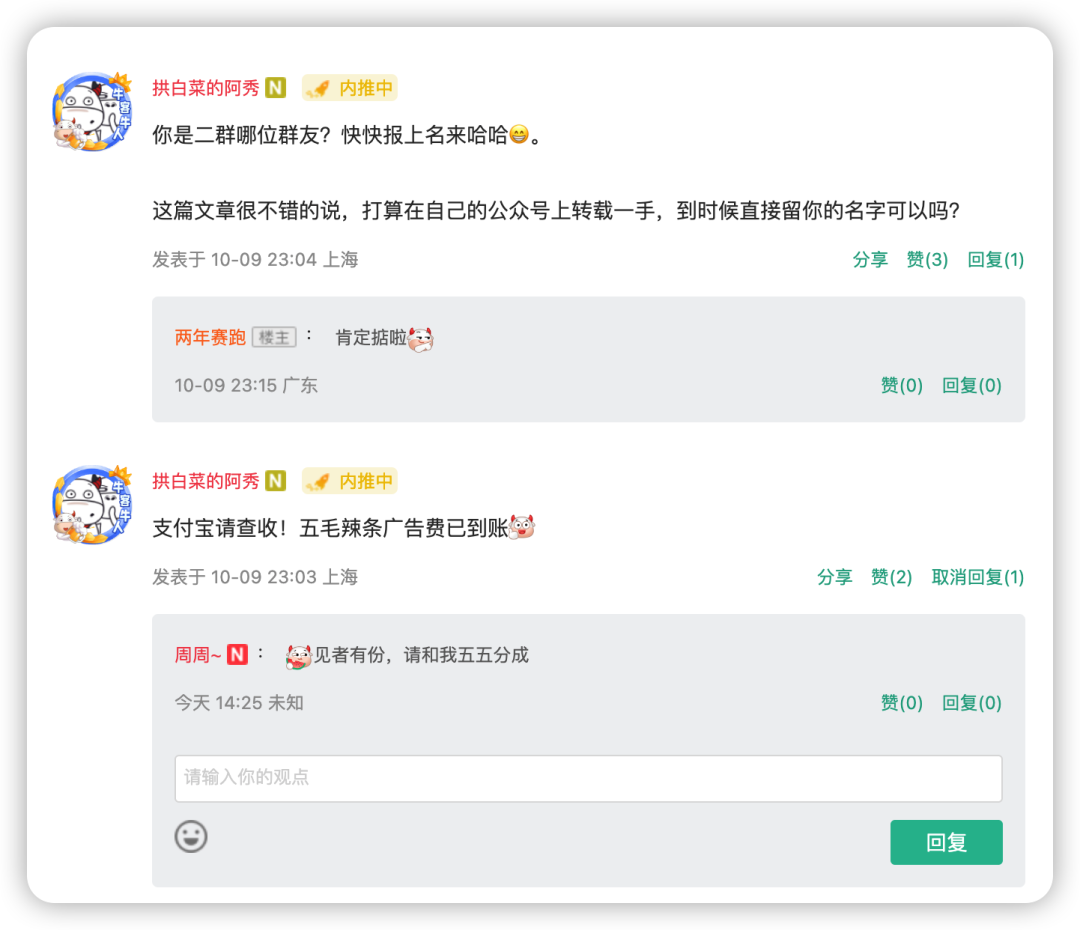 拱白菜的阿秀 N 内推中
你是二群哪位群友？快快报上名来哈哈😁。
这篇文章很不错的说，打算在自己的公众号上转载一手，到时候直接留你的名字可以吗？
发表于 10-09 23:04 上海 分享 赞(3) 回复(1)
两年赛跑 楼主 ： 肯定掂啦
10-09 23:15 广东 赞(0) 回复(0)
拱白菜的阿秀 N 内推中
支付宝请查收！五毛辣条广告费已到账
发表于 10-09 23:03 上海 分享 赞(2) 取消回复(1)
周周~ N ： 见者有份，请和我五五分成
今天 14:25 未知 赞(0) 回复(0)
请输入你的观点
回复
牛客牛人
牛客牛人